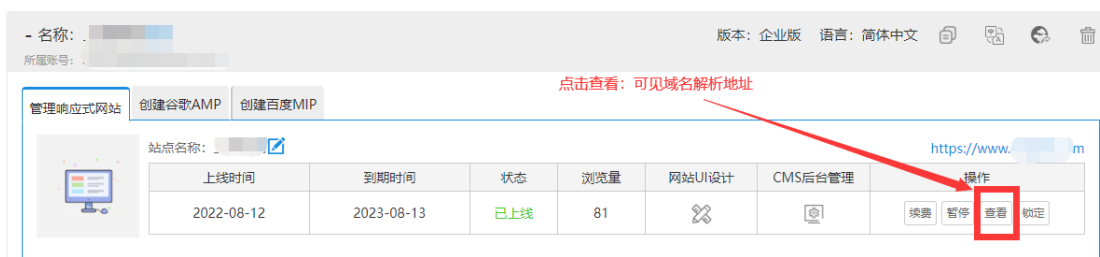 - 名称:
版本: 企业版 语言: 简体中文
所属账号:
点击查看: 可见域名解析地址
管理响应式网站 创建谷歌AMP 创建百度MIP
站点名称: https://www. m
上线时间 到期时间 状态 浏览量 网站UI设计 CMS后台管理 操作
2022-08-12 2023-08-13 已上线 81 续费 暂停 查看 锁定